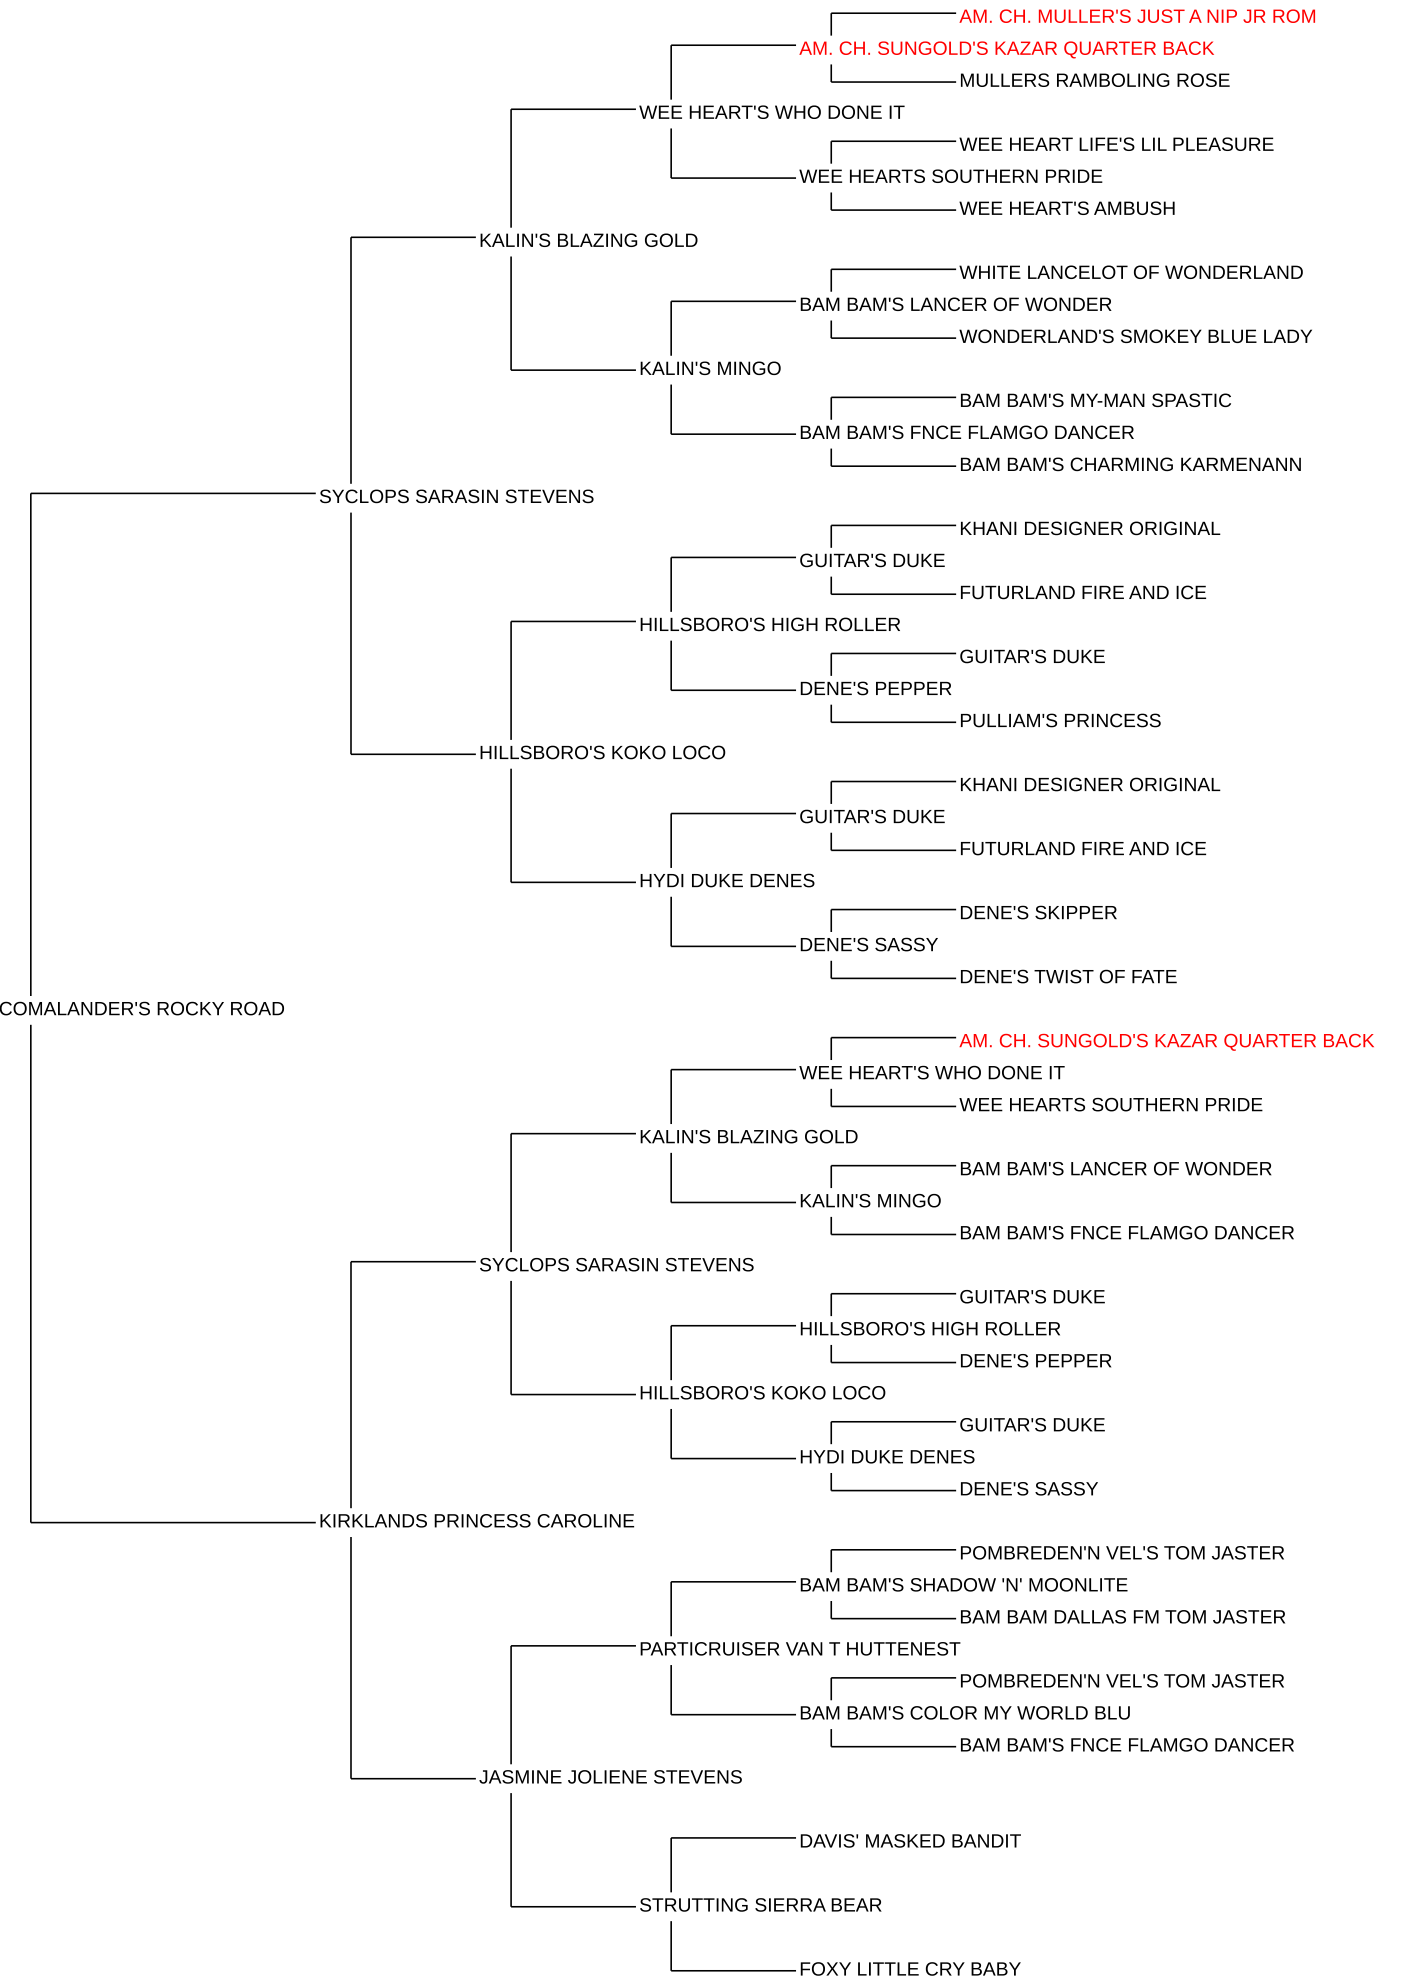 AM. CH. MULLER'S JUST A NIP JR ROM
AM. CH. SUNGOLD'S KAZAR QUARTER BACK
MULLERS RAMBOLING ROSE
WEE HEART'S WHO DONE IT
WEE HEART LIFE'S LIL PLEASURE
WEE HEARTS SOUTHERN PRIDE
WEE HEART'S AMBUSH
KALIN'S BLAZING GOLD
WHITE LANCELOT OF WONDERLAND
BAM BAM'S LANCER OF WONDER
WONDERLAND'S SMOKEY BLUE LADY
KALIN'S MINGO
BAM BAM'S MY-MAN SPASTIC
BAM BAM'S FNCE FLAMGO DANCER
BAM BAM'S CHARMING KARMENANN
SYCLOPS SARASIN STEVENS
KHANI DESIGNER ORIGINAL
GUITAR'S DUKE
FUTURLAND FIRE AND ICE
HILLSBORO'S HIGH ROLLER
GUITAR'S DUKE
DENE'S PEPPER
PULLIAM'S PRINCESS
HILLSBORO'S KOKO LOCO
KHANI DESIGNER ORIGINAL
GUITAR'S DUKE
FUTURLAND FIRE AND ICE
HYDI DUKE DENES
DENE'S SKIPPER
DENE'S SASSY
DENE'S TWIST OF FATE
COMALANDER'S ROCKY ROAD
AM. CH. SUNGOLD'S KAZAR QUARTER BACK
WEE HEART'S WHO DONE IT
WEE HEARTS SOUTHERN PRIDE
KALIN'S BLAZING GOLD
BAM BAM'S LANCER OF WONDER
KALIN'S MINGO
BAM BAM'S FNCE FLAMGO DANCER
SYCLOPS SARASIN STEVENS
GUITAR'S DUKE
HILLSBORO'S HIGH ROLLER
DENE'S PEPPER
HILLSBORO'S KOKO LOCO
GUITAR'S DUKE
HYDI DUKE DENES
DENE'S SASSY
KIRKLANDS PRINCESS CAROLINE
POMBREDEN'N VEL'S TOM JASTER
BAM BAM'S SHADOW 'N' MOONLITE
BAM BAM DALLAS FM TOM JASTER
PARTICRUISER VAN T HUTTENEST
POMBREDEN'N VEL'S TOM JASTER
BAM BAM'S COLOR MY WORLD BLU
BAM BAM'S FNCE FLAMGO DANCER
JASMINE JOLIENE STEVENS
DAVIS' MASKED BANDIT
STRUTTING SIERRA BEAR
FOXY LITTLE CRY BABY